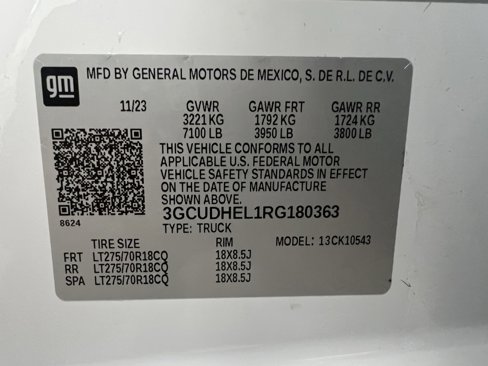 gm MFD BY GENERAL MOTORS DE MEXICO, S. DE R.L. DE C.V.
11/23 GVWR GAWR FRT GAWR RR
3221 KG 1792 KG 1724 KG
7100 LB 3950 LB 3800 LB
THIS VEHICLE CONFORMS TO ALL
APPLICABLE U.S. FEDERAL MOTOR
VEHICLE SAFETY STANDARDS IN EFFECT
ON THE DATE OF MANUFACTURE
SHOWN ABOVE.
3GCUDHEL1RG180363
8624
TYPE: TRUCK
TIRE SIZE RIM MODEL: 13CK10543
FRT LT275/70R18CQ 18X8.5J
RR LT275/70R18CQ 18X8.5J
SPA LT275/70R18CQ 18X8.5J